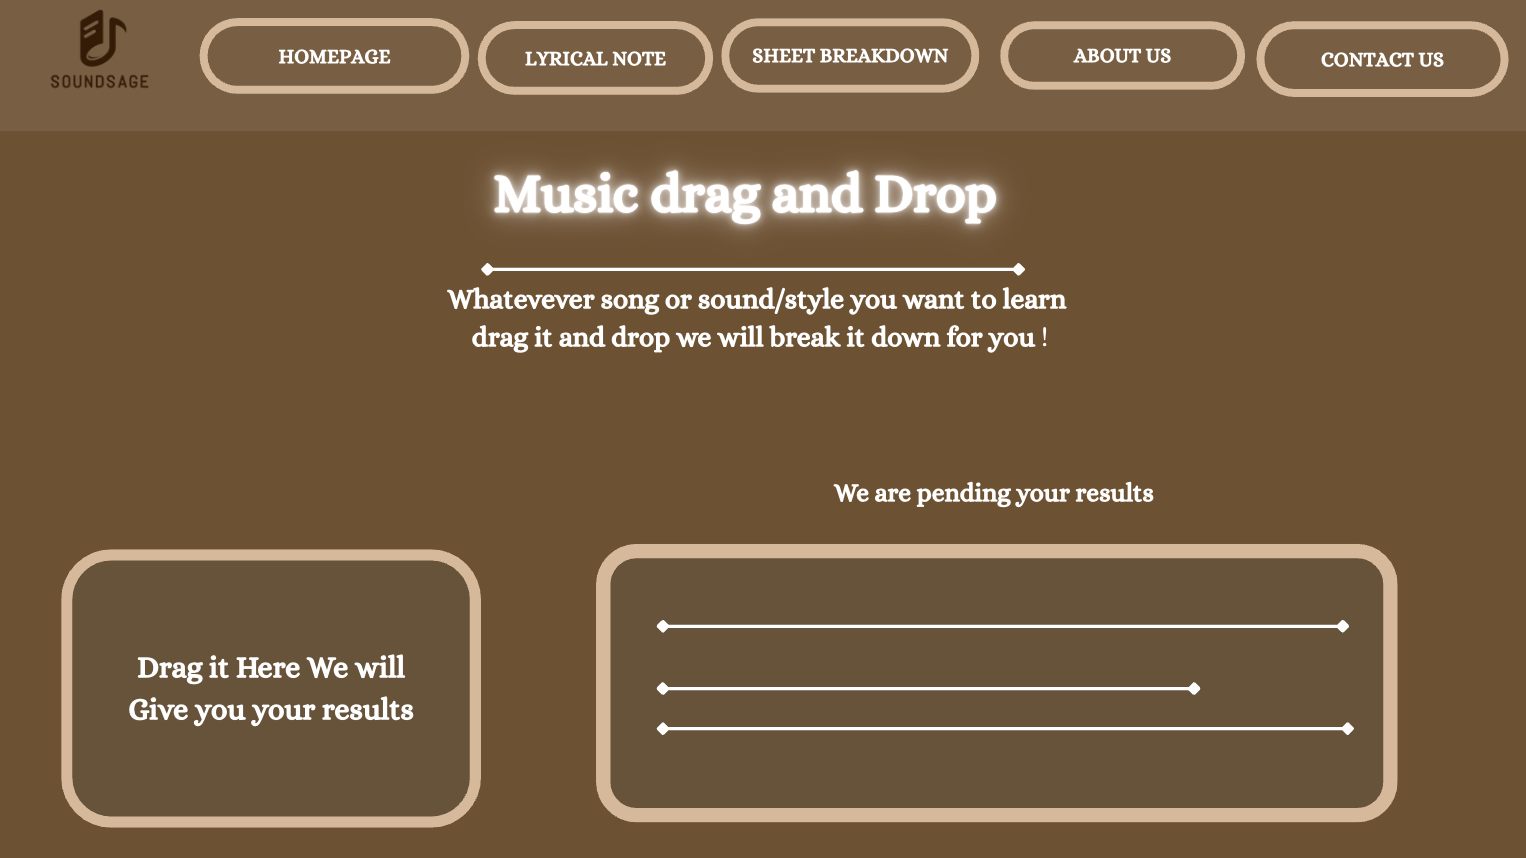 SOUNDSAGE
HOMEPAGE
LYRICAL NOTE
SHEET BREAKDOWN
ABOUT US
CONTACT US
Music drag and Drop
Whatevever song or sound/style you want to learn
drag it and drop we will break it down for you !
We are pending your results
Drag it Here We will
Give you your results